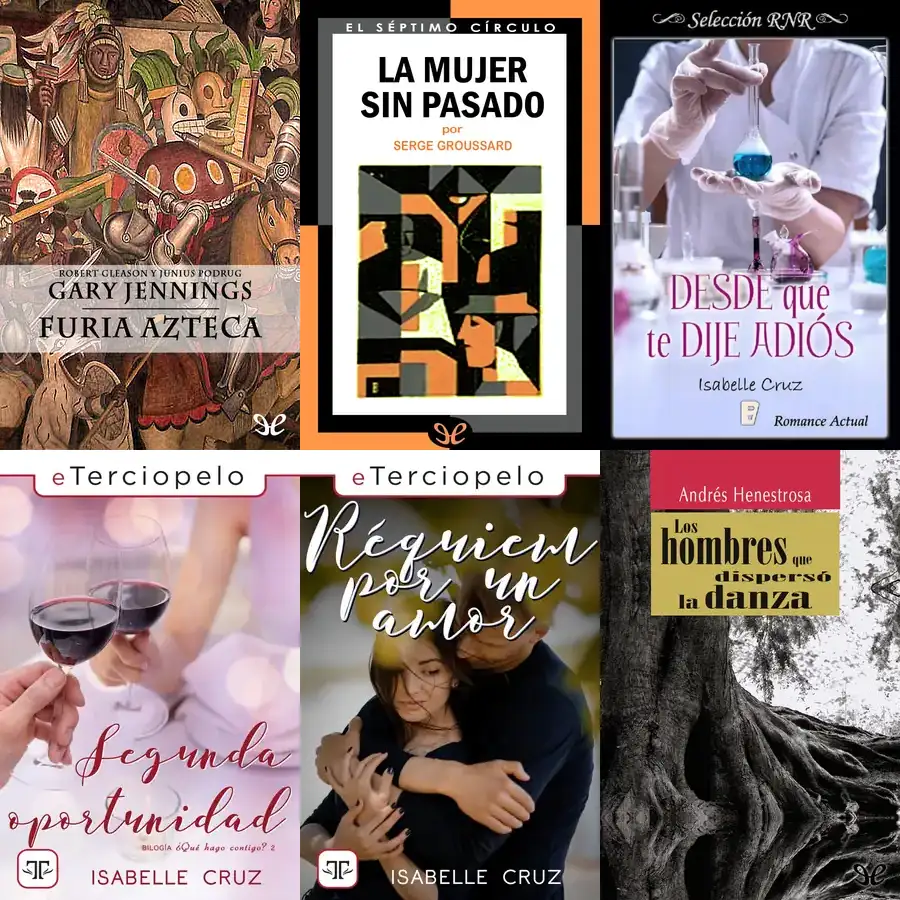 ROBERT GLEASON Y JUNIUS PODRUG
GARY JENNINGS
FURIA AZTECA
EL SÉPTIMO CÍRCULO
LA MUJER
SIN PASADO
por
SERGE GROUSSARD
Selección RNR
DESDE que
te DIJE ADIÓS
Isabelle Cruz
B
Romance Actual
eTerciopelo
Segunda
oportunidad
BILOGÍA ¿Qué hago contigo? 2
ISABELLE CRUZ
eTerciopelo
Réquiem
por un
amor
ISABELLE CRUZ
Andrés Henestrosa
Los
hombres que
dispersó
la danza